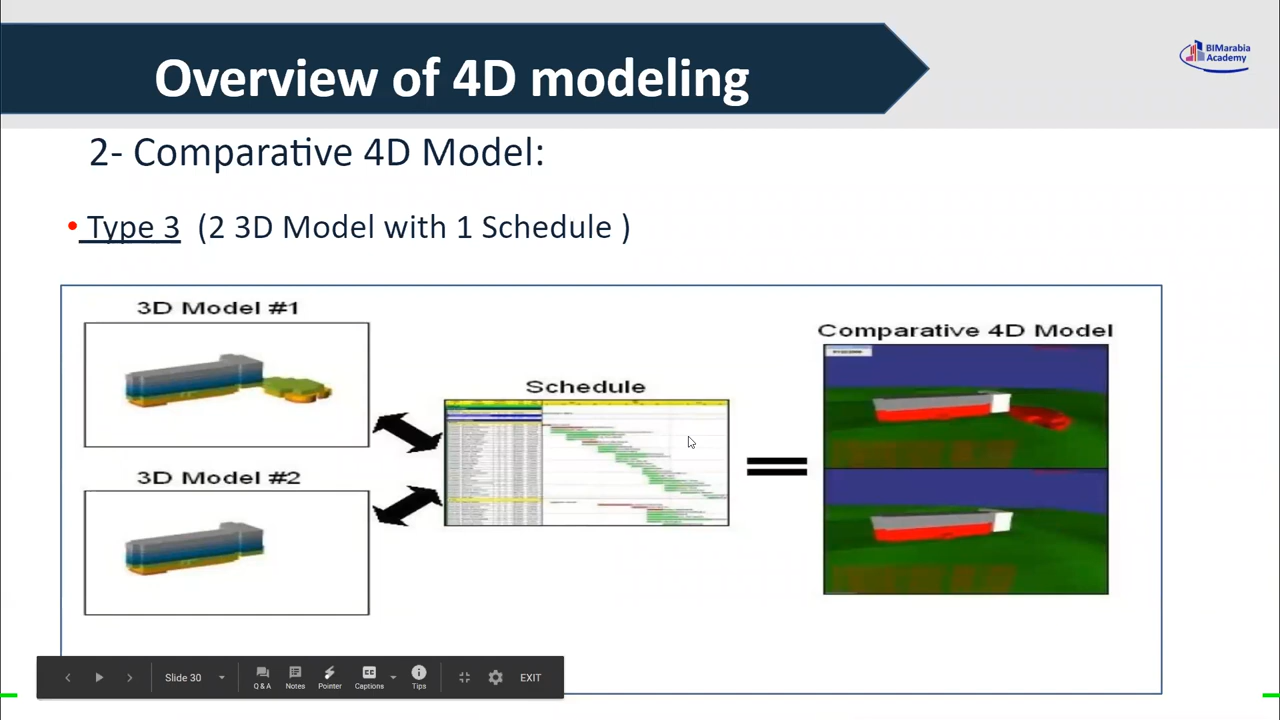 Overview of 4D modeling
BIMarabia
Academy
2- Comparative 4D Model:
• Type 3 (2 3D Model with 1 Schedule )
3D Model #1
Comparative 4D Model
Schedule
3D Model #2
Slide 30
Q & A
Notes
Pointer
Captions
Tips
EXIT